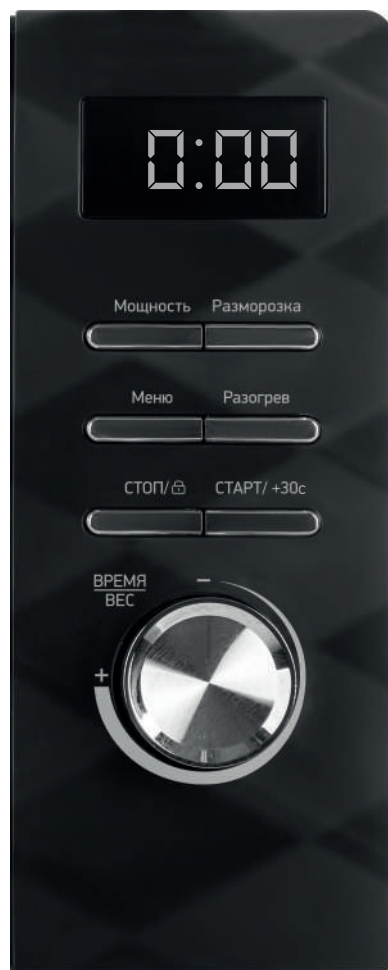 0:00
Мощность Разморозка
Меню Разогрев
СТОП/ СТАРТ/ +30с
ВРЕМЯ −
ВЕС
+